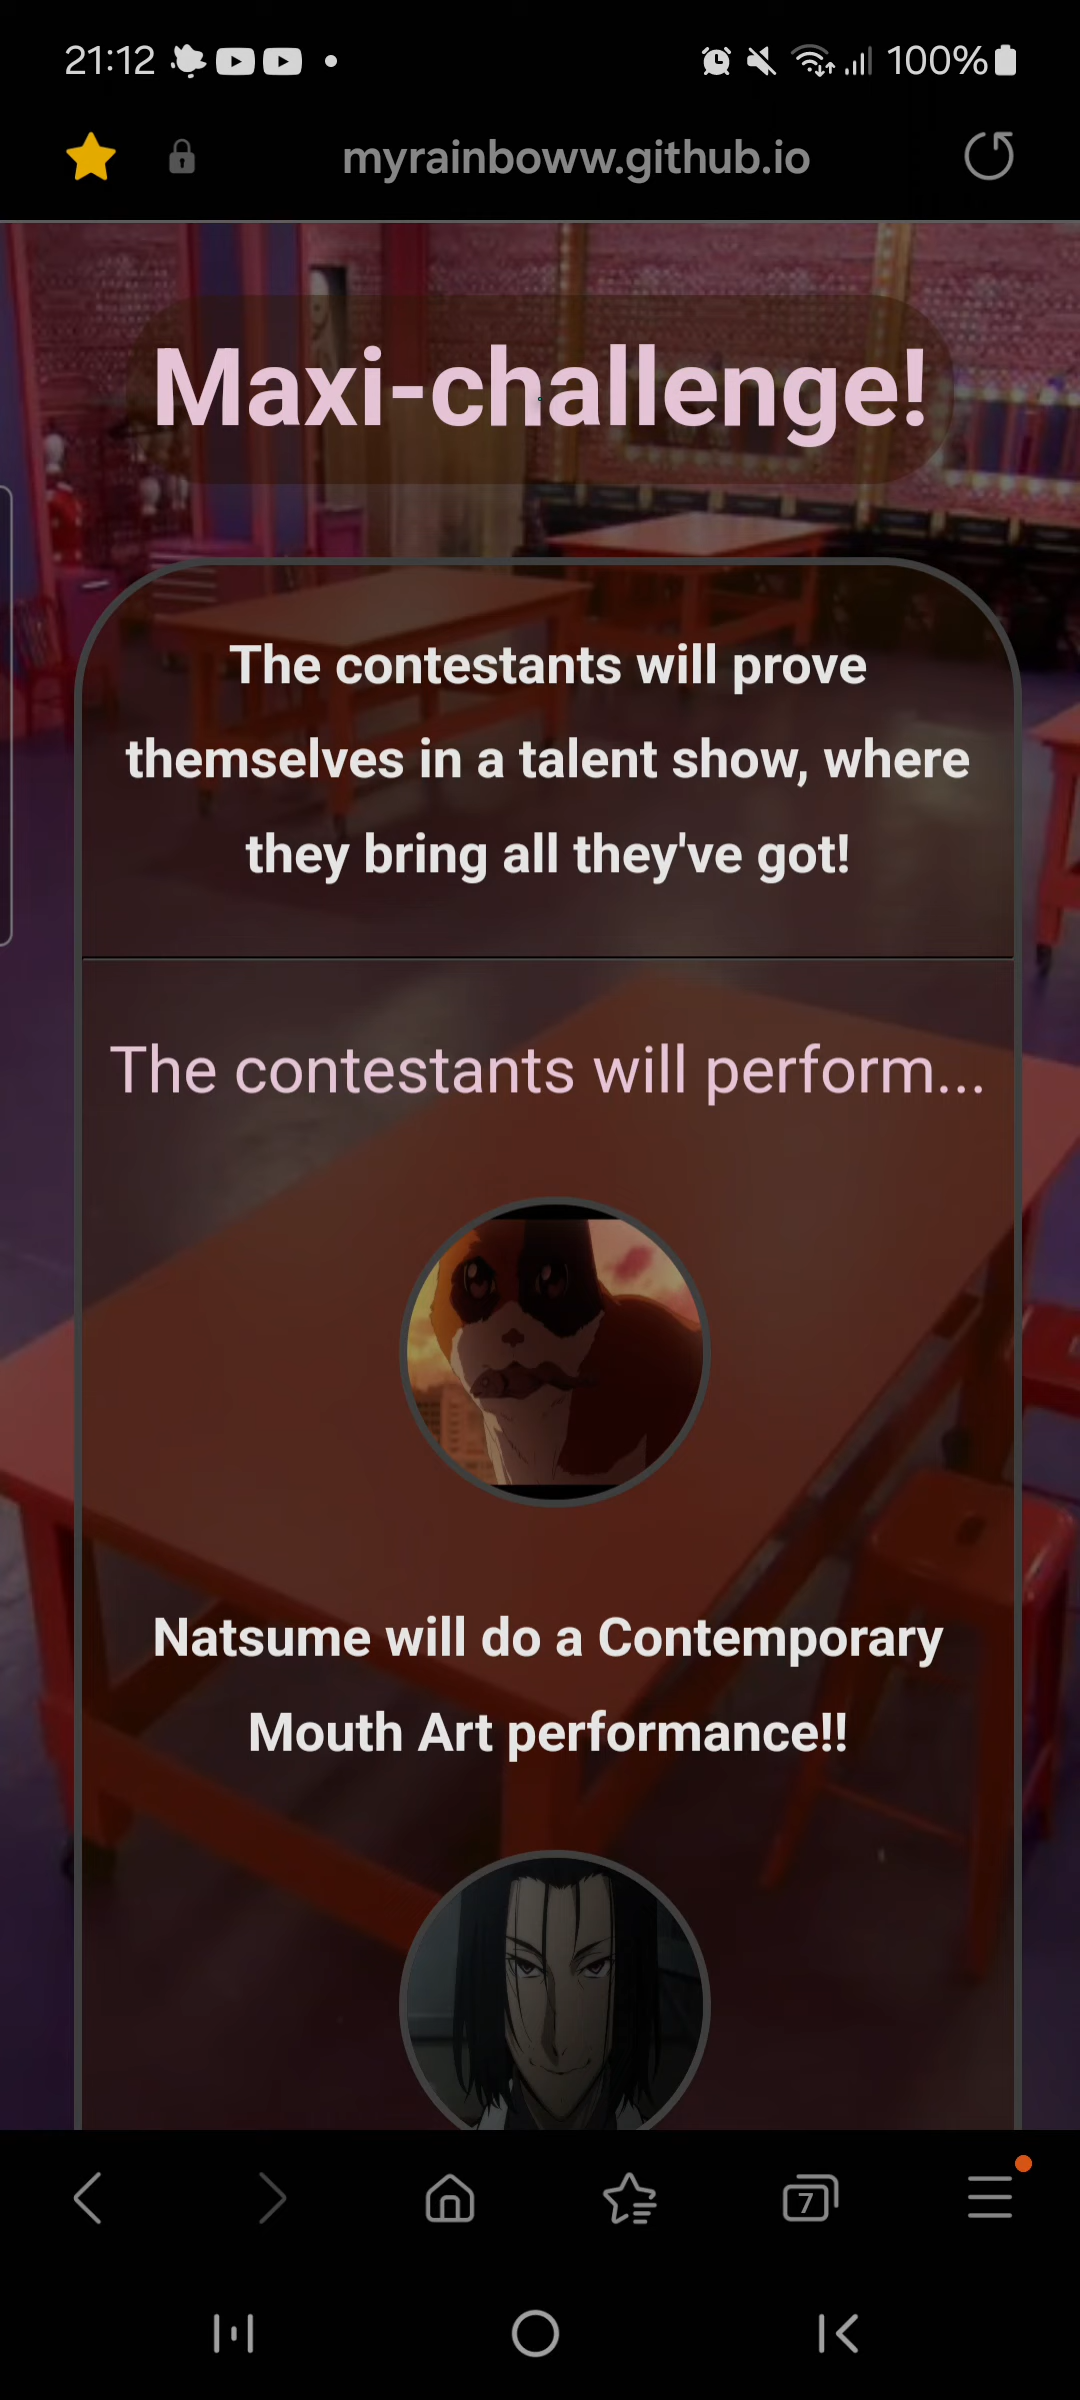 21:12
100%
myrainboww.github.io
Maxi-challenge!
The contestants will prove
themselves in a talent show, where
they bring all they've got!
The contestants will perform...
Natsume will do a Contemporary
Mouth Art performance!!
7